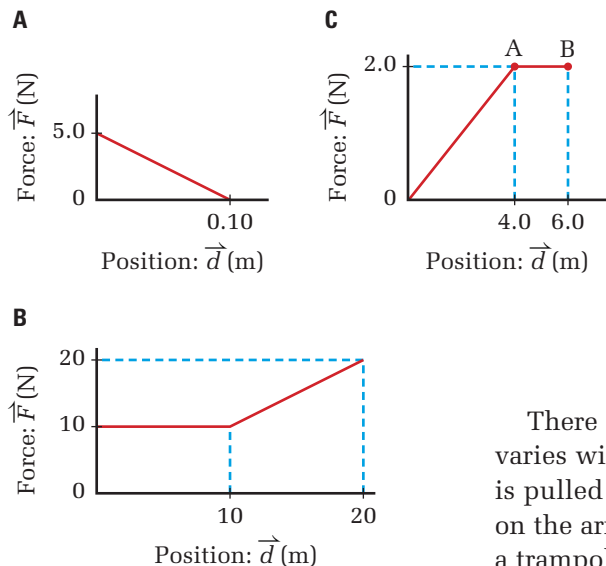 A
Force: F (N)
5.0
0
0.10
Position: d (m)
C
Force: F (N)
2.0
0
A
B
4.0
6.0
Position: d (m)
B
Force: F (N)
20
10
0
10
20
Position: d (m)
There
varies wi
is pulled
on the ar
a trampol